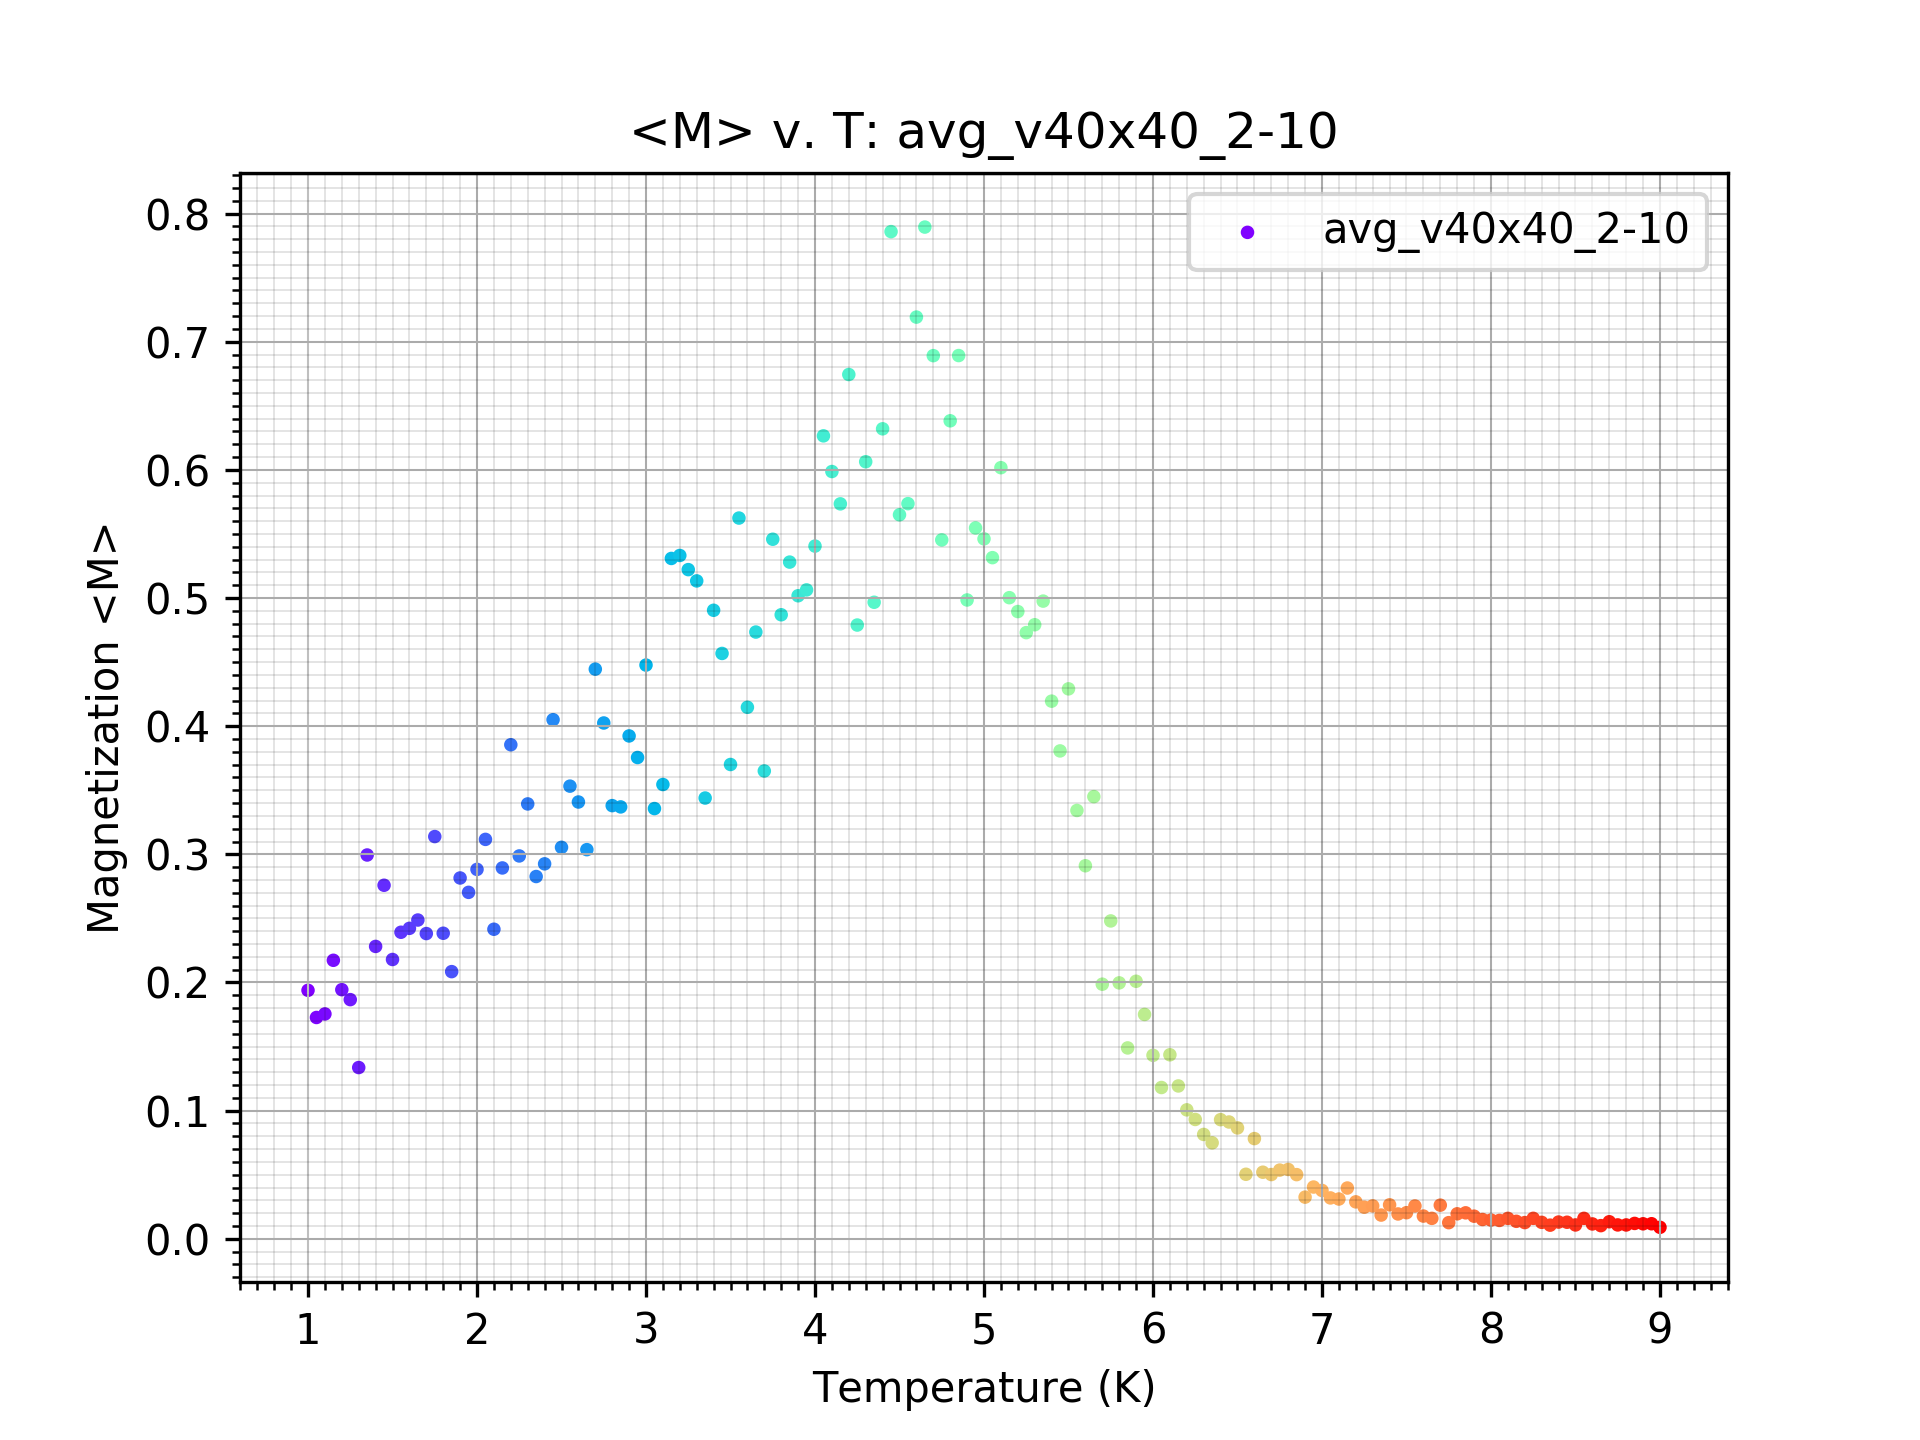 <M> v. T: avg_v40x40_2-10
avg_v40x40_2-10
0.8
0.7
0.6
0.5
0.4
0.3
0.2
0.1
0.0
Magnetization <M>
1 2 3 4 5 6 7 8 9
Temperature (K)